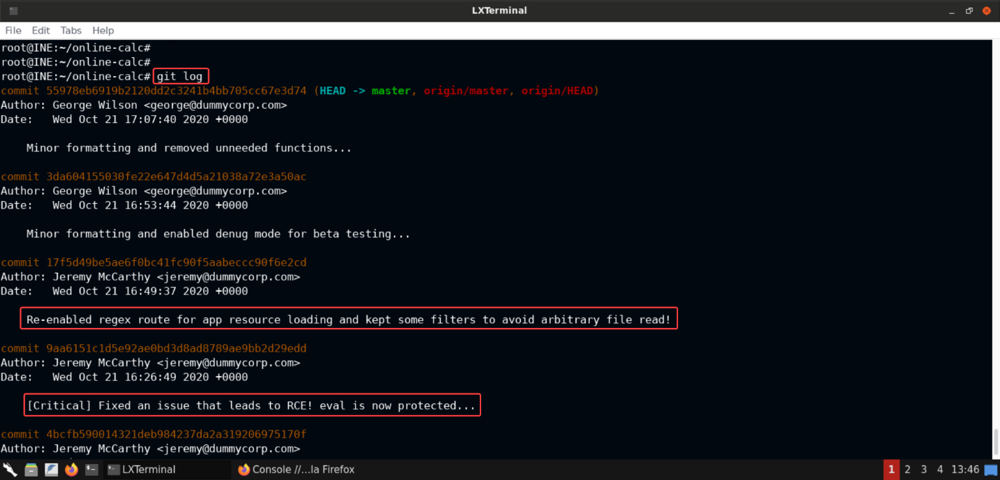 LXTerminal
File Edit Tabs Help
root@INE:~/online-calc#
root@INE:~/online-calc#
root@INE:~/online-calc# git log
commit 55978eb6919b2120dd2c3241b4bb705cc67e3d74 (HEAD -> master, origin/master, origin/HEAD)
Author: George Wilson <george@dummycorp.com>
Date:   Wed Oct 21 17:07:40 2020 +0000
Minor formatting and removed unneeded functions...
commit 3da604155030fe22e647d4d5a21038a72e3a50ac
Author: George Wilson <george@dummycorp.com>
Date:   Wed Oct 21 16:53:44 2020 +0000
Minor formatting and enabled denug mode for beta testing...
commit 17f5d49be5ae6f0bc41fc90f5aabeccc90f6e2cd
Author: Jeremy McCarthy <jeremy@dummycorp.com>
Date:   Wed Oct 21 16:49:37 2020 +0000
Re-enabled regex route for app resource loading and kept some filters to avoid arbitrary file read!
commit 9aa6151c1d5e92ae0bd3d8ad8789ae9bb2d29edd
Author: Jeremy McCarthy <jeremy@dummycorp.com>
Date:   Wed Oct 21 16:26:49 2020 +0000
[Critical] Fixed an issue that leads to RCE! eval is now protected...
commit 4bcfb590014321deb984237da2a319206975170f
Author: Jeremy McCarthy <jeremy@dummycorp.com>
LXTerminal Console //...la Firefox 1 2 3 4 13:46